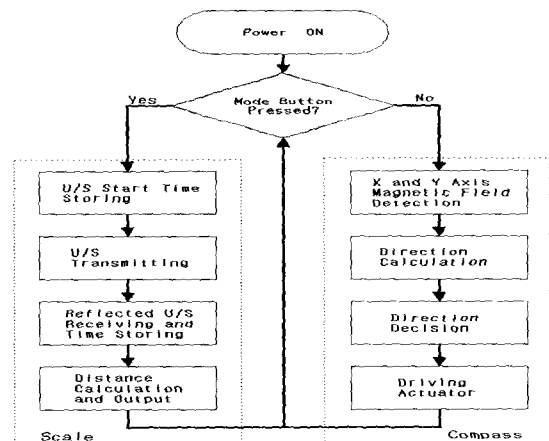 Power ON
Mode Button
Pressed?
Yes
No
U/S Start Time
Storing
U/S
Transmitting
Reflected U/S
Receiving and
Time Storing
Distance
Calculation
and Output
Scale
X and Y Axis
Magnetic Field
Detection
Direction
Calculation
Direction
Decision
Driving
Actuator
Compass